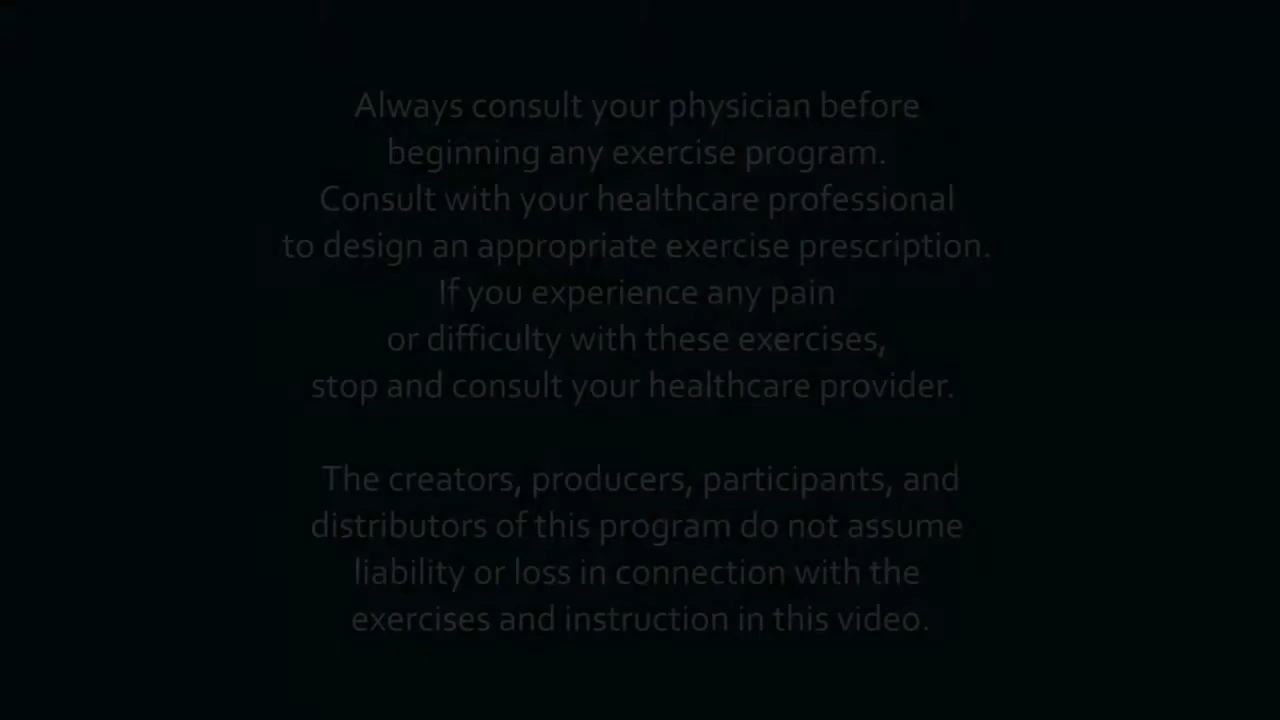 Always consult your physician before
beginning any exercise program.
Consult with your healthcare professional
to design an appropriate exercise prescription.
If you experience any pain
or difficulty with these exercises,
stop and consult your healthcare provider.
The creators, producers, participants, and
distributors of this program do not assume
liability or loss in connection with the
exercises and instruction in this video.